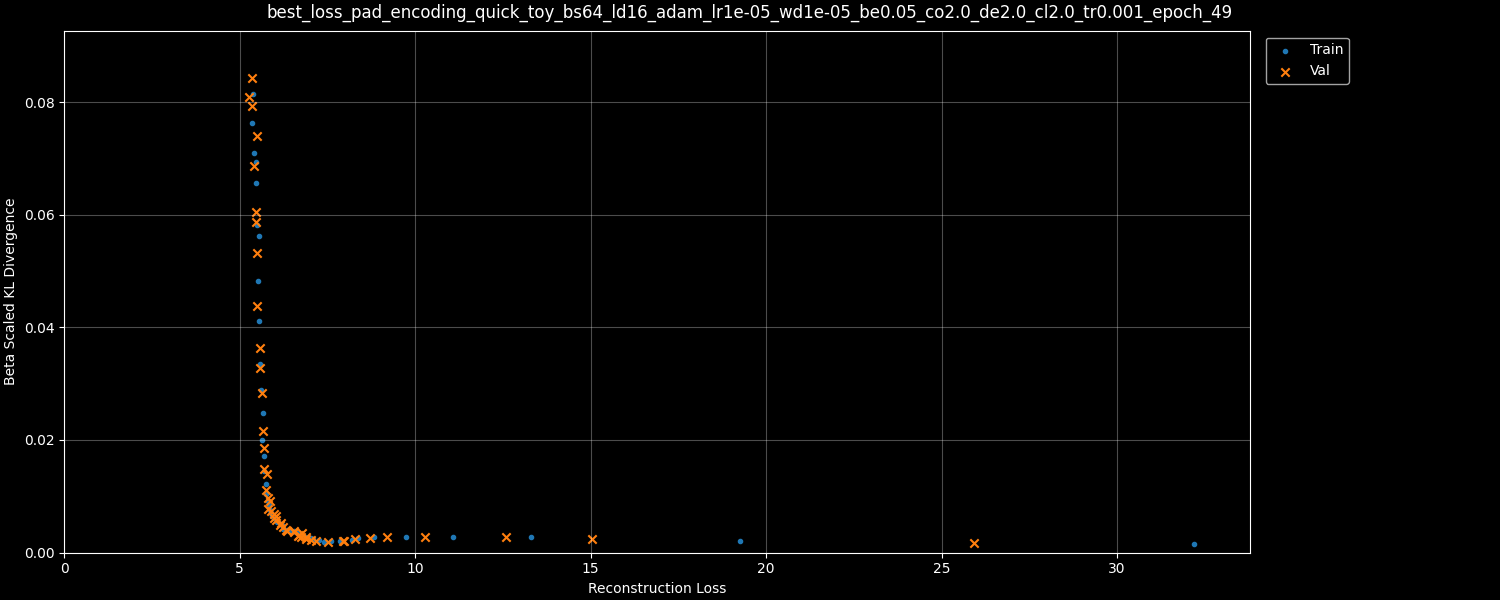 best_loss_pad_encoding_quick_toy_bs64_ld16_adam_lr1e-05_wd1e-05_be0.05_co2.0_de2.0_cl2.0_tr0.001_epoch_49
Train
Val
Beta Scaled KL Divergence
0.08
0.06
0.04
0.02
0.00
0
5
10
15
20
25
30
Reconstruction Loss